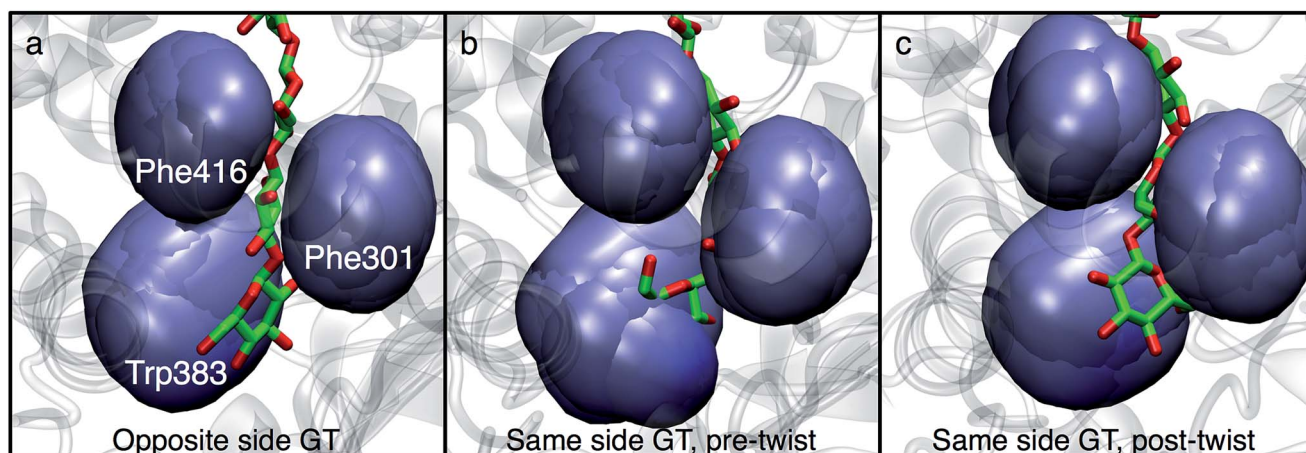 a
b
c
Phe416
Phe301
Trp383
Opposite side GT
Same side GT, pre-twist
Same side GT, post-twist